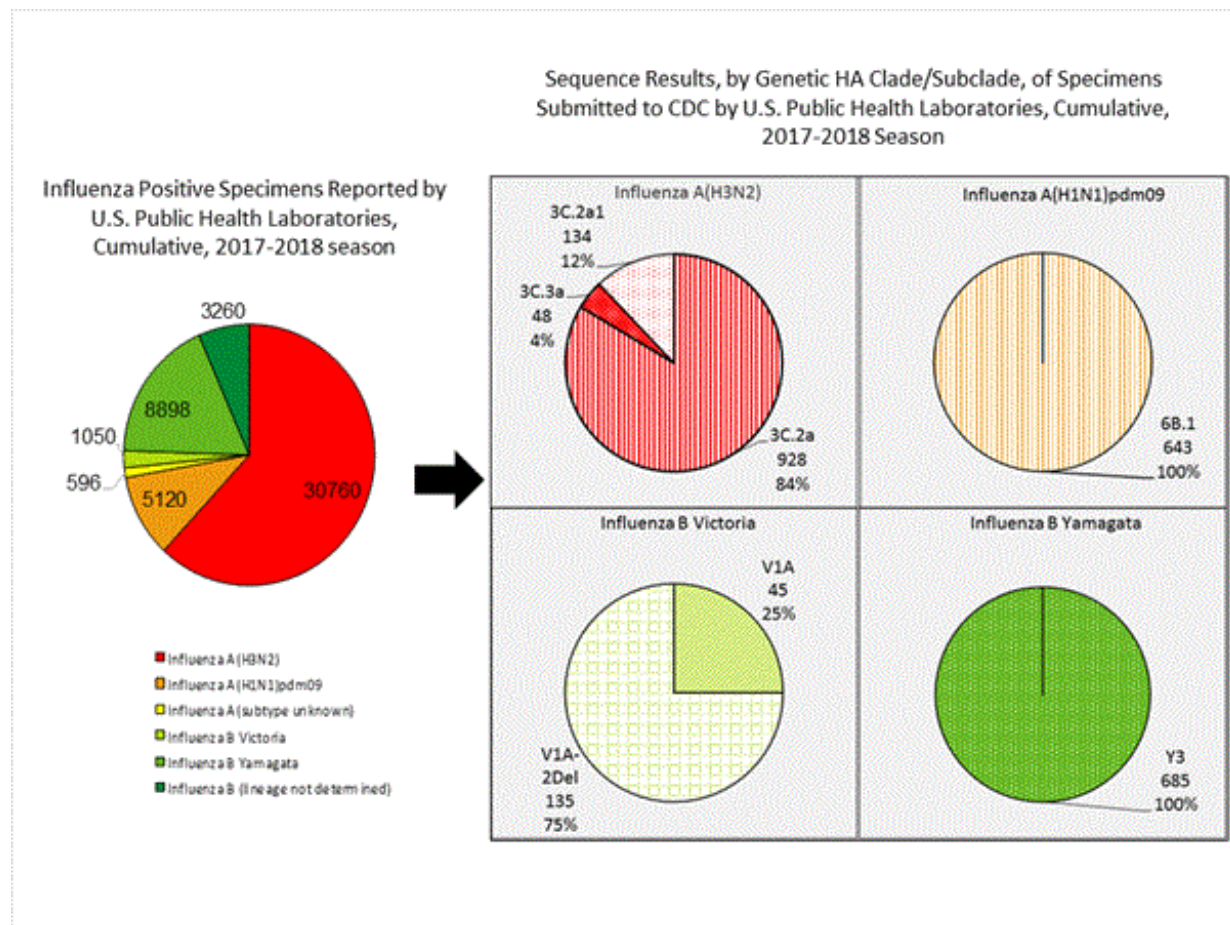 Sequence Results, by Genetic HA Clade/Subclade, of Specimens
Submitted to CDC by U.S. Public Health Laboratories, Cumulative,
2017-2018 Season
Influenza Positive Specimens Reported by
U.S. Public Health Laboratories,
Cumulative, 2017-2018 season
3260
8898
1050
596
5120
30760
Influenza A(H3N2)
Influenza A(H1N1)pdm09
Influenza A(subtype unknown)
Influenza B Victoria
Influenza B Yamagata
Influenza B (lineage not determined)
Influenza A(H3N2)
3C.2a1
134
12%
3C.3a
48
4%
3C.2a
928
84%
Influenza A(H1N1)pdm09
6B.1
643
100%
Influenza B Victoria
V1A
45
25%
V1A-
2Del
135
75%
Influenza B Yamagata
Y3
685
100%